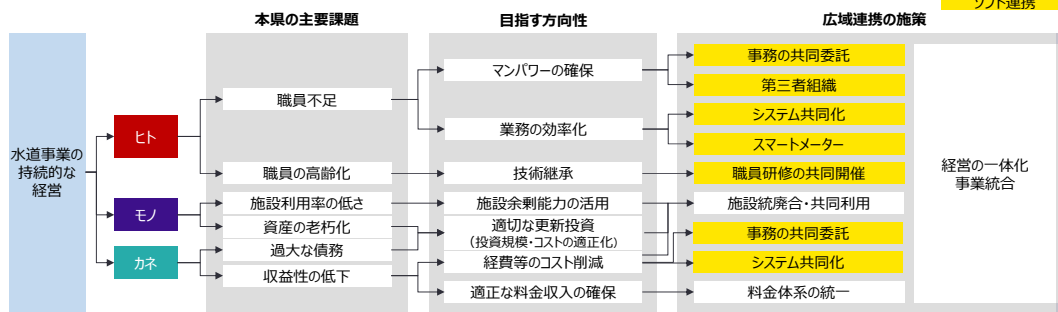 ソフト連携
本県の主要課題
目指す方向性
広域連携の施策
水道事業の
持続的な
経営
ヒト
モノ
カネ
職員不足
職員の高齢化
施設利用率の低さ
資産の老朽化
過大な債務
収益性の低下
マンパワーの確保
業務の効率化
技術継承
施設余剰能力の活用
適切な更新投資
(投資規模・コストの適正化)
経費等のコスト削減
適正な料金収入の確保
事務の共同委託
第三者組織
システム共同化
スマートメーター
職員研修の共同開催
施設統廃合・共同利用
事務の共同委託
システム共同化
料金体系の統一
経営の一体化
事業統合